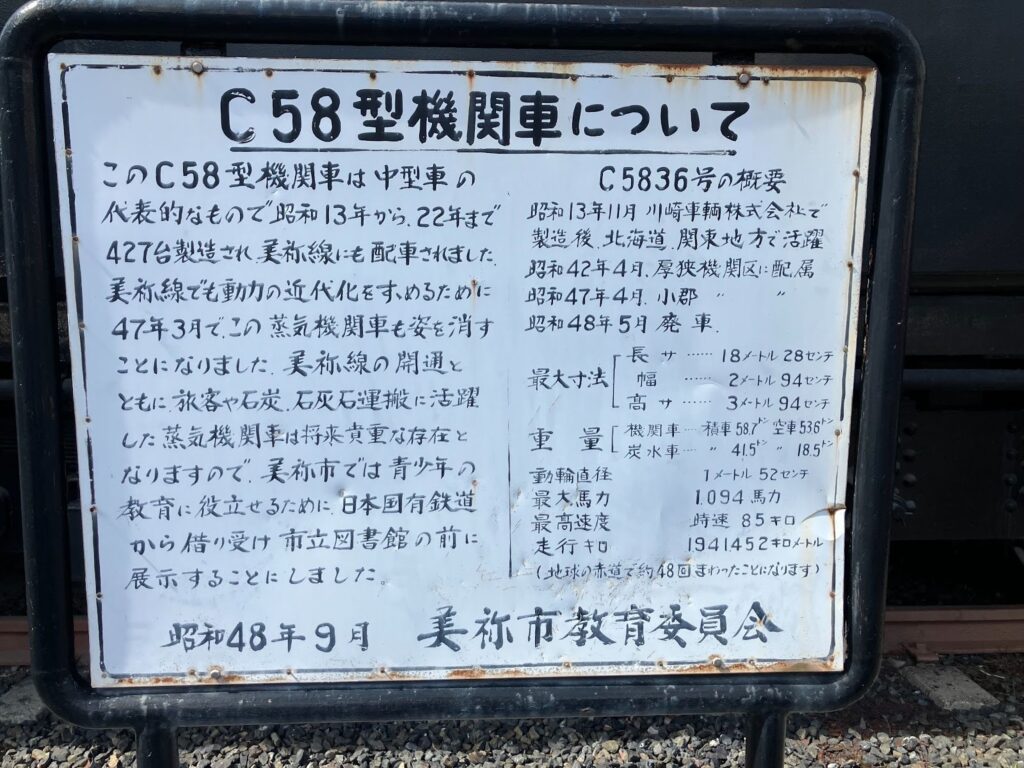 C58型機関車について
このC58型機関車は中型車の
代表的なもので昭和13年から、22年まで
427台製造され、美祢線にも配車されました。
美祢線でも動力の近代化をすゝめるために
47年3月で、この蒸気機関車も姿を消す
ことになりました。美祢線の開通と
ともに、旅客や石炭、石灰石運搬に活躍
した蒸気機関車は将来貴重な存在と
なりますので、美祢市では青少年の
教育に役立せるために、日本国有鉄道
から借り受け市立図書館の前に
展示することにしました。
C5836号の概要
昭和13年11月 川崎車輌株式会社で
製造後、北海道、関東地方で活躍
昭和42年4月、厚狭機関区に配属
昭和47年4月、小郡 〃 〃
昭和48年5月 廃車.
最大寸法 長サ …… 18メートル 28センチ
幅 …… 2メートル 94センチ
高サ …… 3メートル 94センチ
重量 機関車… 積車58.7トン 空車53.6トン
炭水車… 〃 41.5トン 〃 18.5トン
動輪直径 1メートル 52センチ
最大馬力 1.094馬力
最高速度 時速 85キロ
走行キロ 1941452キロメートル
(地球の赤道で約48回まわったことになります)
昭和48年9月 美祢市教育委員会